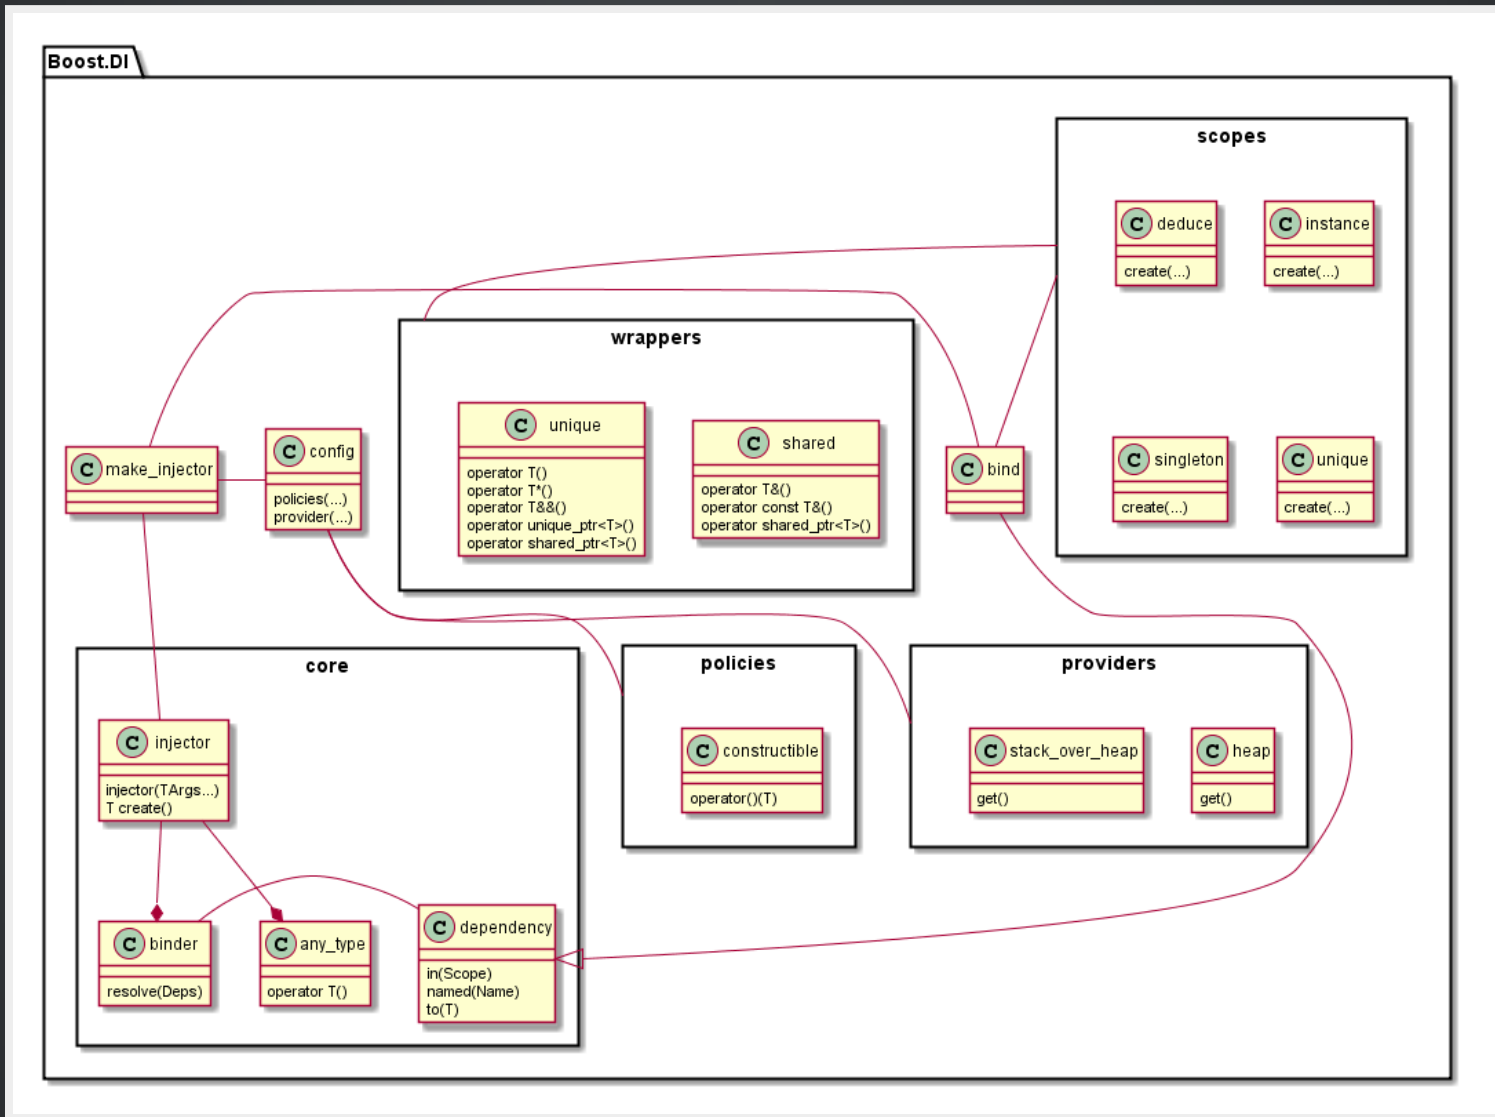 Boost.DI
scopes
C deduce
create(...)
C instance
create(...)
C singleton
create(...)
C unique
create(...)
wrappers
C unique
operator T()
operator T*()
operator T&&()
operator unique_ptr<T>()
operator shared_ptr<T>()
C shared
operator T&()
operator const T&()
operator shared_ptr<T>()
C make_injector
C config
policies(...)
provider(...)
C bind
core
C injector
injector(TArgs...)
T create()
C binder
resolve(Deps)
C any_type
operator T()
C dependency
in(Scope)
named(Name)
to(T)
policies
C constructible
operator()(T)
providers
C stack_over_heap
get()
C heap
get()